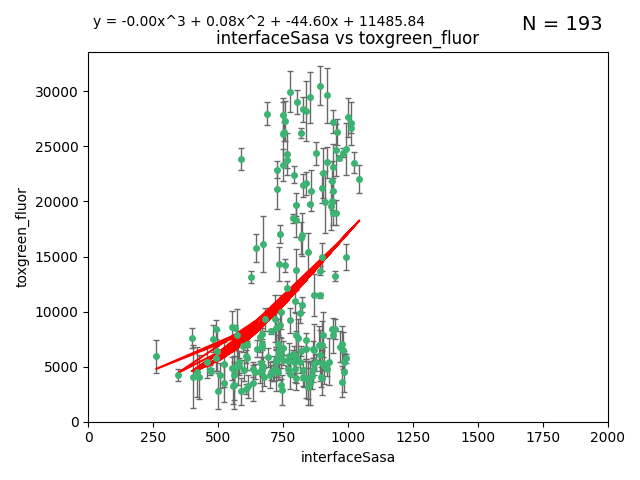 y = -0.00x^3 + 0.08x^2 + -44.60x + 11485.84
N = 193
interfaceSasa vs toxgreen_fluor
30000
25000
20000
15000
10000
5000
0
toxgreen_fluor
0 250 500 750 1000 1250 1500 1750 2000
interfaceSasa